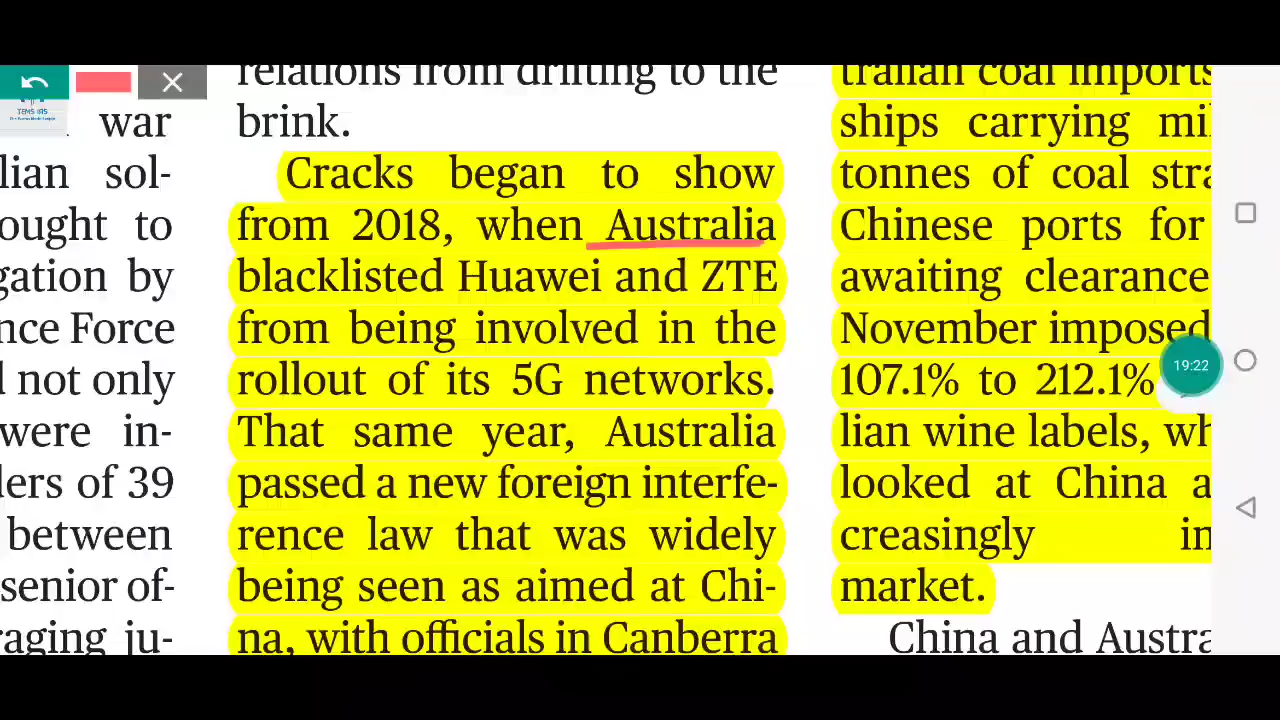 war
lian sol-
ought to
gation by
nce Force
l not only
were in-
ders of 39
between
senior of-
raging ju-
relations from drifting to the
brink.
Cracks began to show
from 2018, when Australia
blacklisted Huawei and ZTE
from being involved in the
rollout of its 5G networks.
That same year, Australia
passed a new foreign interfe-
rence law that was widely
being seen as aimed at Chi-
na, with officials in Canberra
tralian coal imports
ships carrying mil
tonnes of coal stra
Chinese ports for
awaiting clearance
November imposed
107.1% to 212.1%
lian wine labels, wh
looked at China a
creasingly in
market.
China and Austra
19:22